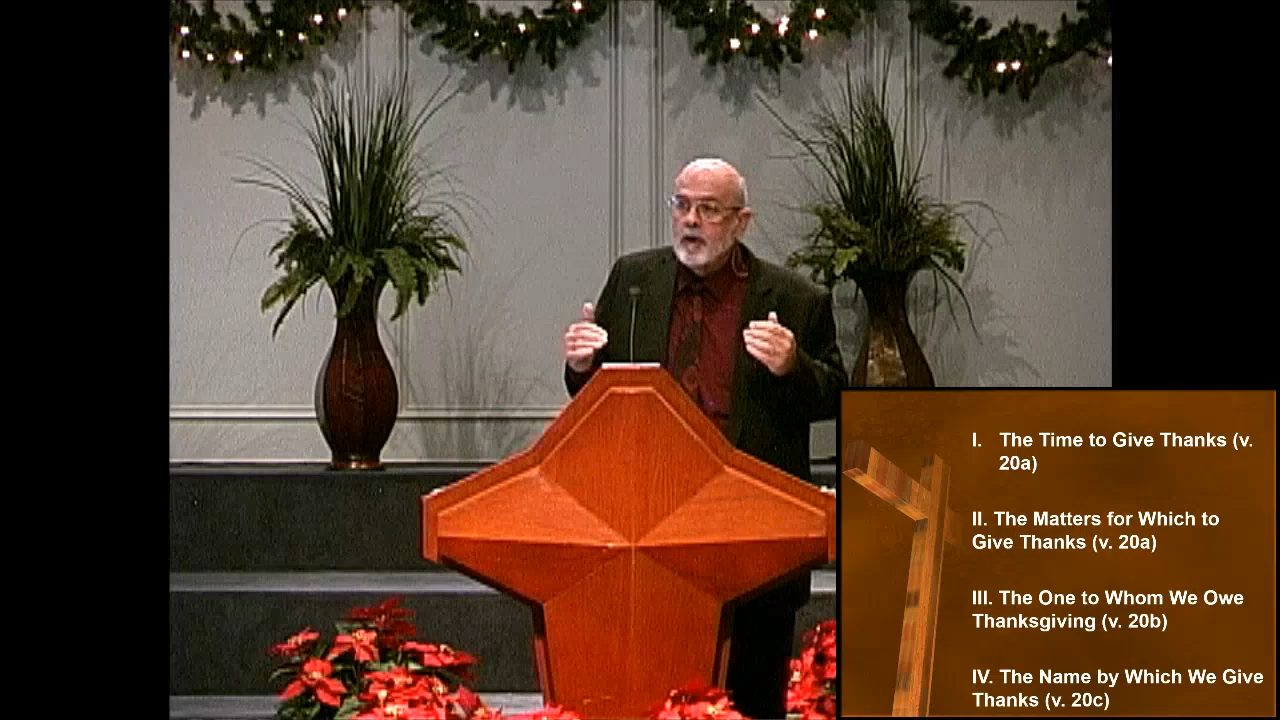 I. The Time to Give Thanks (v.
20a)
II. The Matters for Which to
Give Thanks (v. 20a)
III. The One to Whom We Owe
Thanksgiving (v. 20b)
IV. The Name by Which We Give
Thanks (v. 20c)